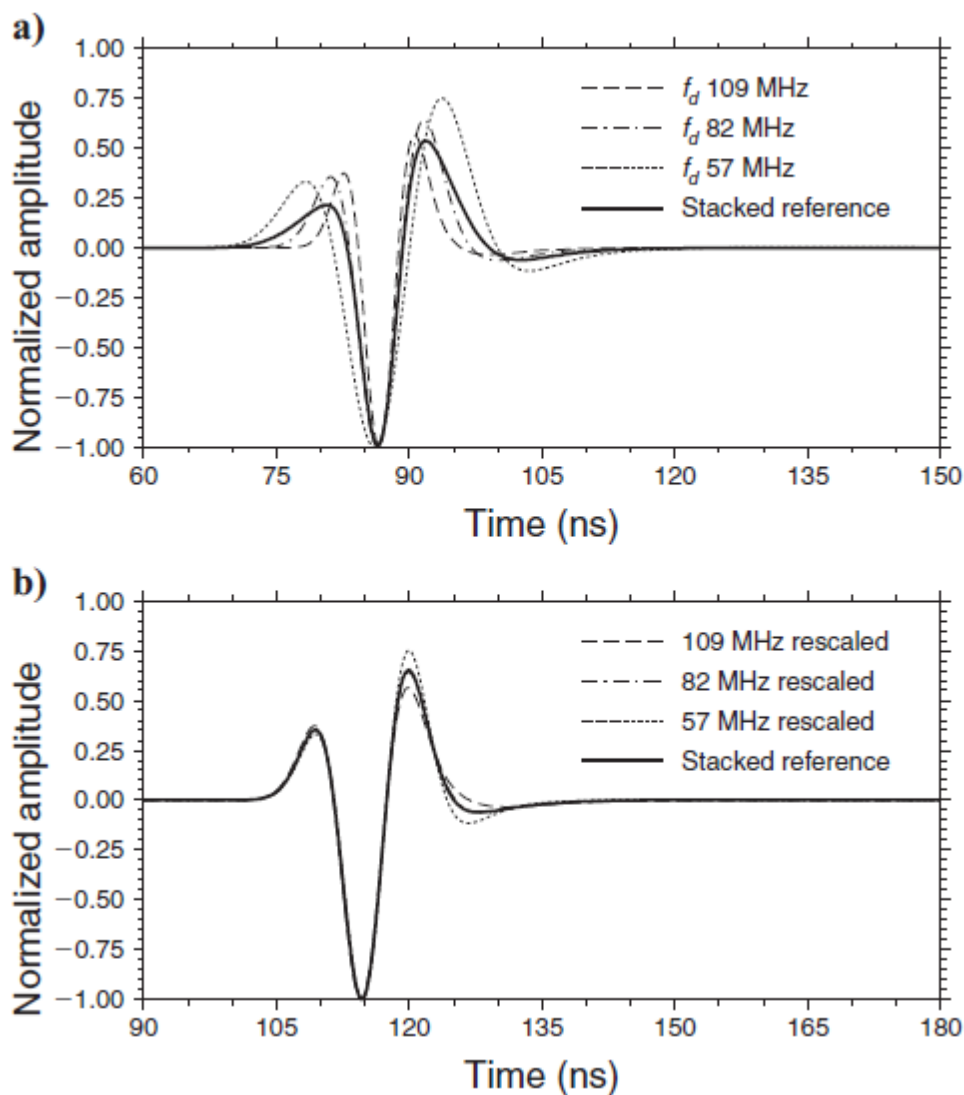 a)
1.00
0.75
0.50
0.25
0.00
−0.25
−0.50
−0.75
−1.00
Normalized amplitude
f_d 109 MHz
f_d 82 MHz
f_d 57 MHz
Stacked reference
60 75 90 105 120 135 150
Time (ns)
b)
1.00
0.75
0.50
0.25
0.00
−0.25
−0.50
−0.75
−1.00
Normalized amplitude
109 MHz rescaled
82 MHz rescaled
57 MHz rescaled
Stacked reference
90 105 120 135 165 165 180
Time (ns)